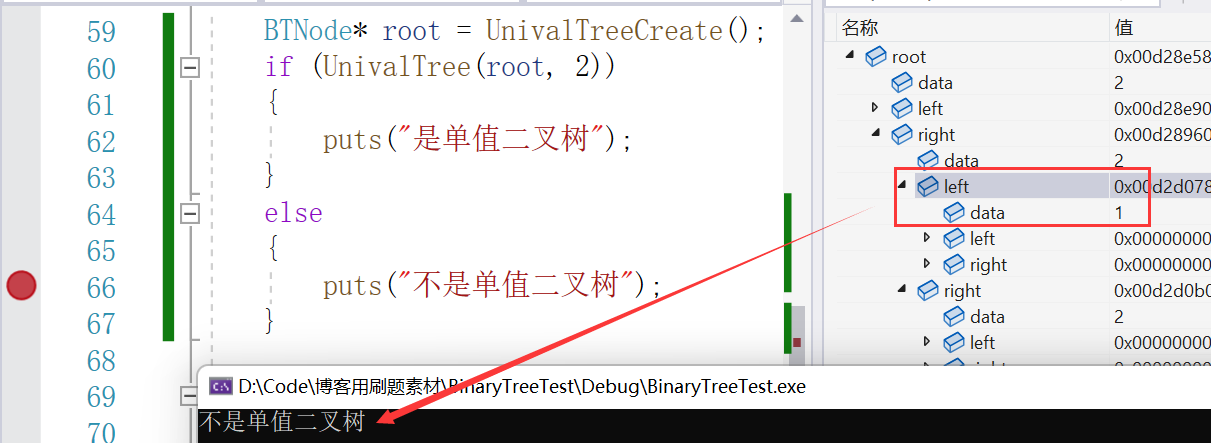 59 BTNode* root = UnivalTreeCreate();
60 if (UnivalTree(root, 2))
61 {
62 puts("是单值二叉树");
63 }
64 else
65 {
66 puts("不是单值二叉树");
67 }
68
69
70
名称 值
root 0x00d28e58
data 2
left 0x00d28e90
right 0x00d28960
data 2
left 0x00d2d078
data 1
left 0x00000000
right 0x00000000
right 0x00d2d0b0
data 2
left 0x00000000
D:\Code\博客用刷题素材\BinaryTreeTest\Debug\BinaryTreeTest.exe
不是单值二叉树